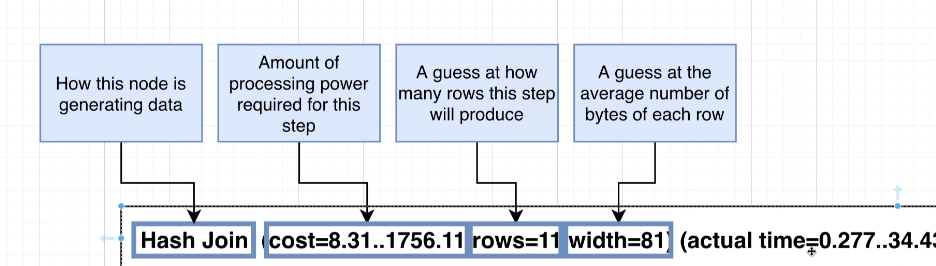 How this node is
generating data
Amount of
processing power
required for this
step
A guess at how
many rows this step
will produce
A guess at the
average number of
bytes of each row
Hash Join (cost=8.31..1756.11 rows=11 width=81) (actual time=0.277..34.43